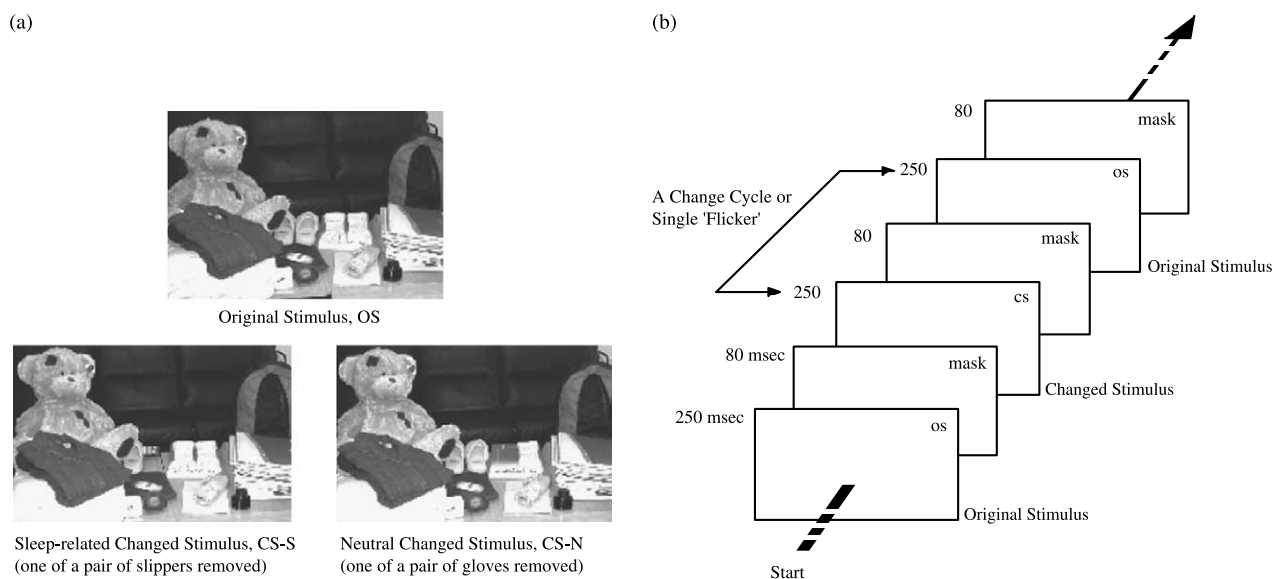 (a)
Original Stimulus, OS
Sleep-related Changed Stimulus, CS-S
(one of a pair of slippers removed)
Neutral Changed Stimulus, CS-N
(one of a pair of gloves removed)
(b)
80
mask
250
os
A Change Cycle or
Single 'Flicker'
80
mask
Original Stimulus
250
cs
80 msec
mask
Changed Stimulus
250 msec
os
Original Stimulus
Start